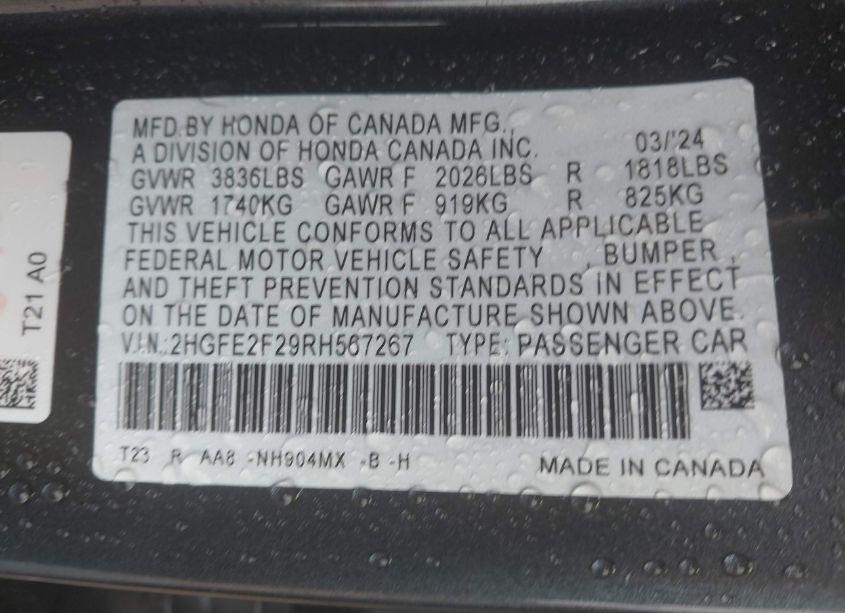 MFD.BY HONDA OF CANADA MFG.,
A DIVISION OF HONDA CANADA INC. 03/'24
GVWR 3836LBS GAWR F 2026LBS R 1818LBS
GVWR 1740KG GAWR F 919KG R 825KG
THIS VEHICLE CONFORMS TO ALL APPLICABLE
FEDERAL MOTOR VEHICLE SAFETY , BUMPER ,
AND THEFT PREVENTION STANDARDS IN EFFECT
ON THE DATE OF MANUFACTURE SHOWN ABOVE.
V.I.N.:2HGFE2F29RH567267 TYPE: PASSENGER CAR
T23 R AA8 -NH904MX -B -H
MADE IN CANADA
T21 A0